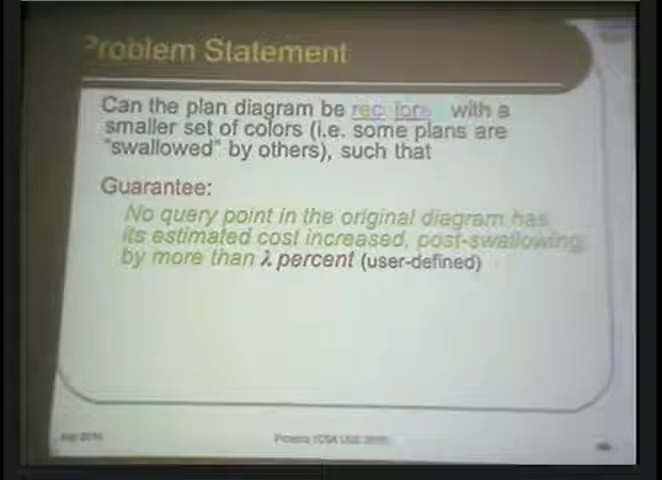 Problem Statement
Can the plan diagram be with a
smaller set of colors (i.e. some plans are
"swallowed" by others), such that
Guarantee:
No query point in the original diagram has
its estimated cost increased, post-swallowing,
by more than λ percent (user-defined)